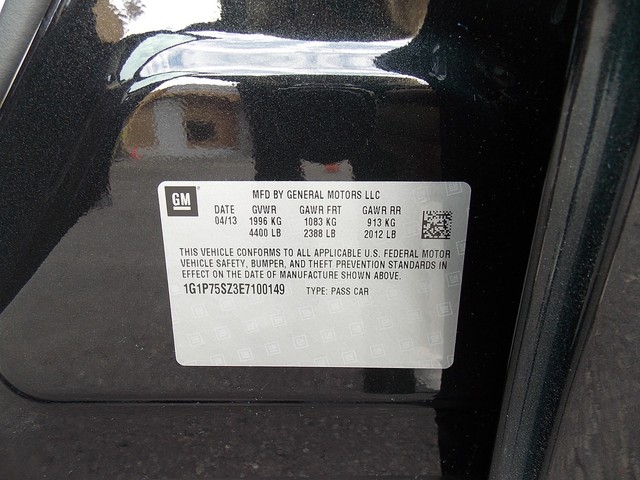 GM
MFD BY GENERAL MOTORS LLC
DATE GVWR GAWR FRT GAWR RR
04/13 1996 KG 1083 KG 913 KG
4400 LB 2388 LB 2012 LB
THIS VEHICLE CONFORMS TO ALL APPLICABLE U.S. FEDERAL MOTOR
VEHICLE SAFETY, BUMPER, AND THEFT PREVENTION STANDARDS IN
EFFECT ON THE DATE OF MANUFACTURE SHOWN ABOVE.
1G1P75SZ3E7100149 TYPE: PASS CAR